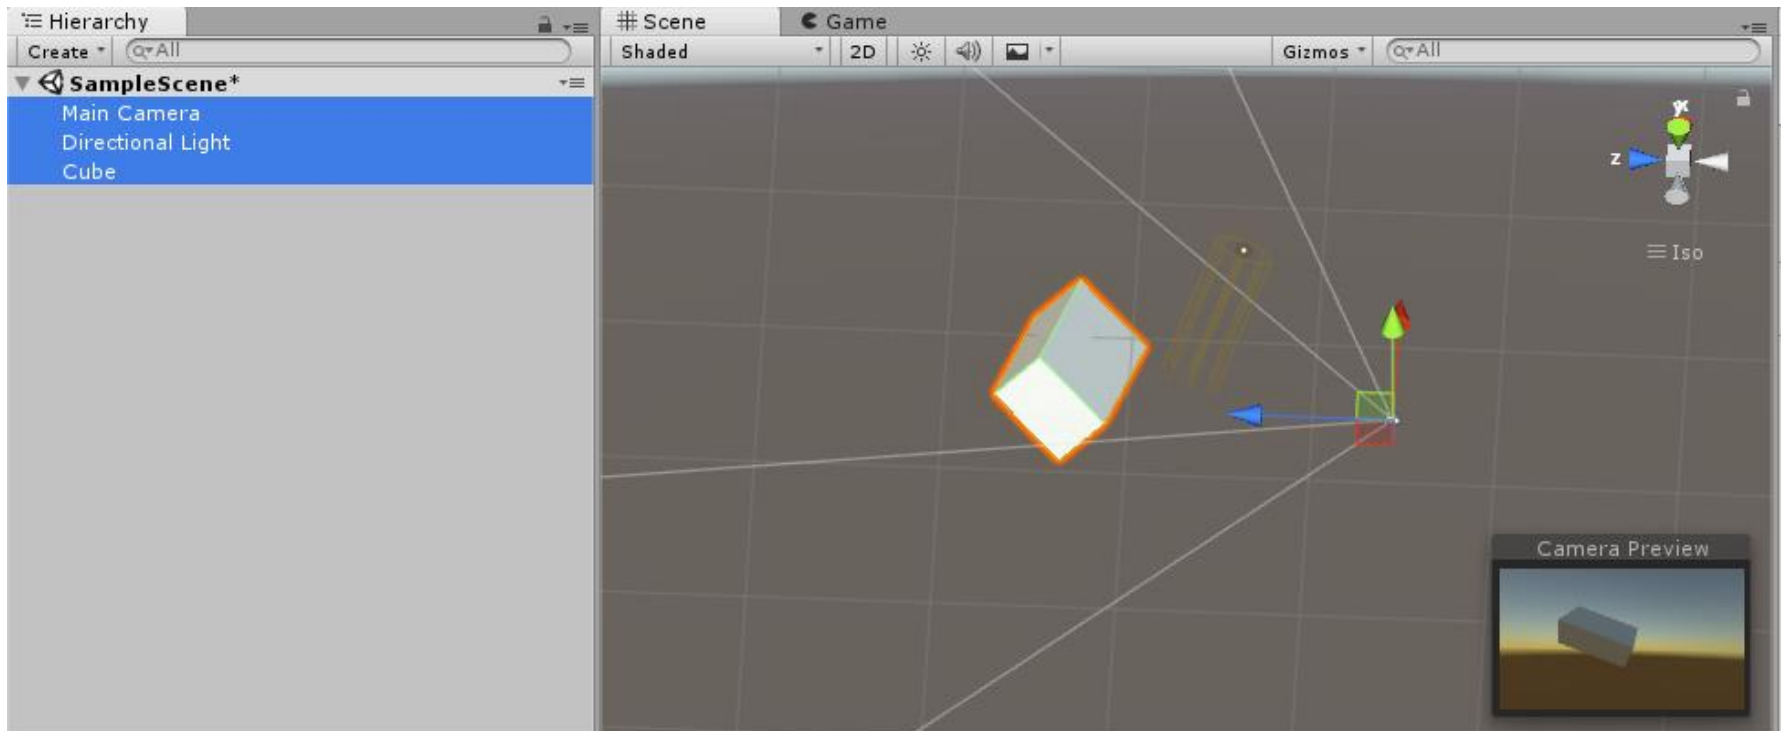 Hierarchy
Create All
SampleScene*
Main Camera
Directional Light
Cube
Scene Game
Shaded 2D Gizmos All
y x
z
Iso
Camera Preview